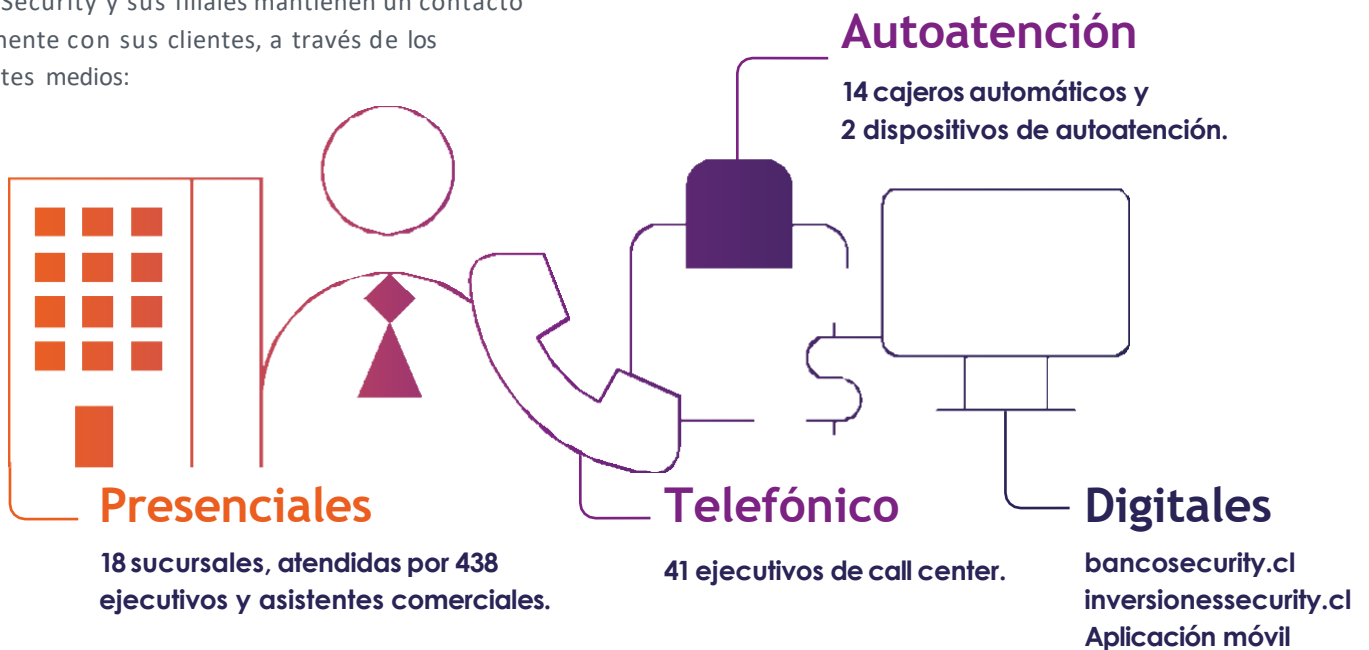 Security y sus filiales mantienen un contacto
nente con sus clientes, a través de los
tes medios:
Autoatención
14 cajeros automáticos y
2 dispositivos de autoatención.
Presenciales
18 sucursales, atendidas por 438
ejecutivos y asistentes comerciales.
Telefónico
41 ejecutivos de call center.
Digitales
bancosecurity.cl
inversionessecurity.cl
Aplicación móvil